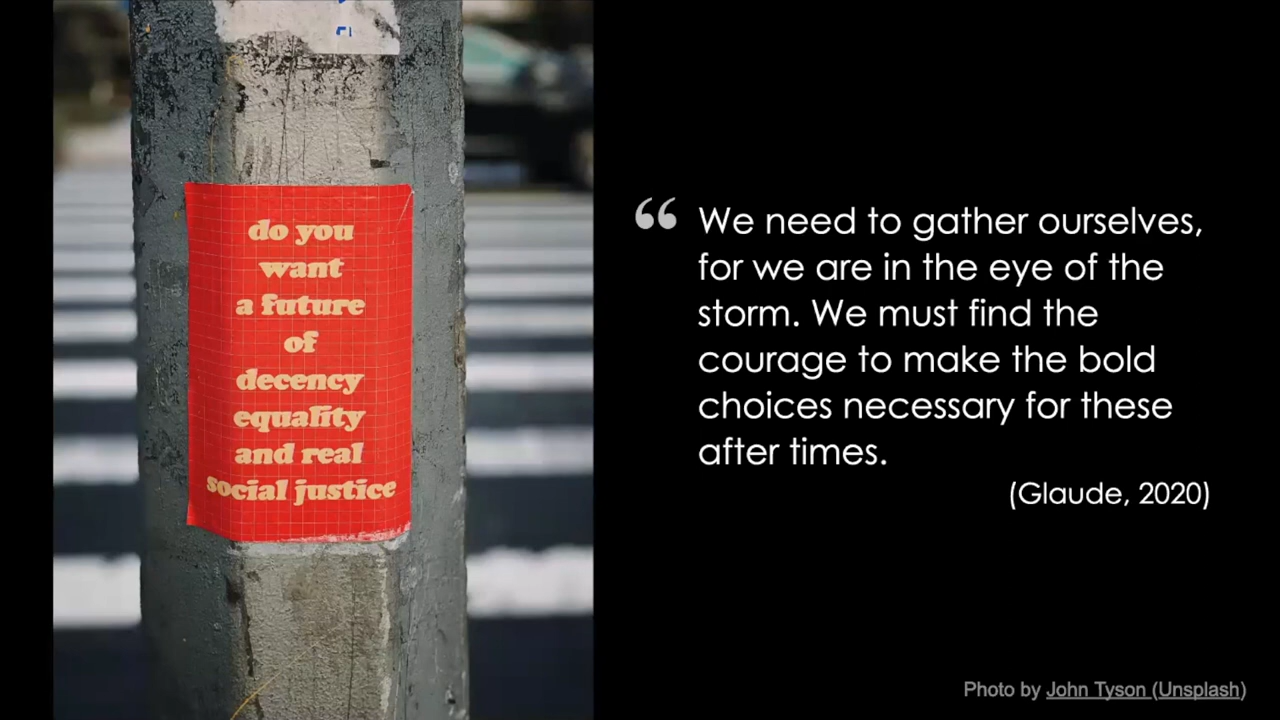 do you
want
a future
of
decency
equality
and real
social justice
“ We need to gather ourselves,
for we are in the eye of the
storm. We must find the
courage to make the bold
choices necessary for these
after times.
(Glaude, 2020)
Photo by John Tyson (Unsplash)